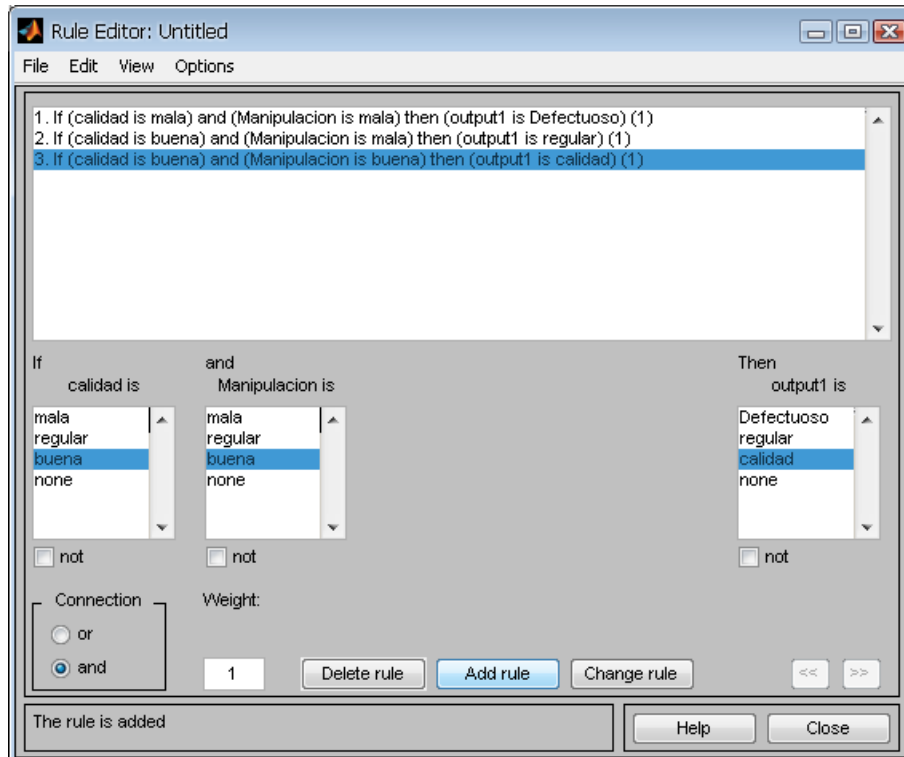 Rule Editor: Untitled
File Edit View Options
1. If (calidad is mala) and (Manipulacion is mala) then (output1 is Defectuoso) (1)
2. If (calidad is buena) and (Manipulacion is mala) then (output1 is regular) (1)
3. If (calidad is buena) and (Manipulacion is buena) then (output1 is calidad) (1)
If
calidad is
mala
regular
buena
none
not
and
Manipulacion is
mala
regular
buena
none
not
Then
output1 is
Defectuoso
regular
calidad
none
not
Connection
or
and
Weight:
1
Delete rule
Add rule
Change rule
<<
>>
The rule is added
Help
Close